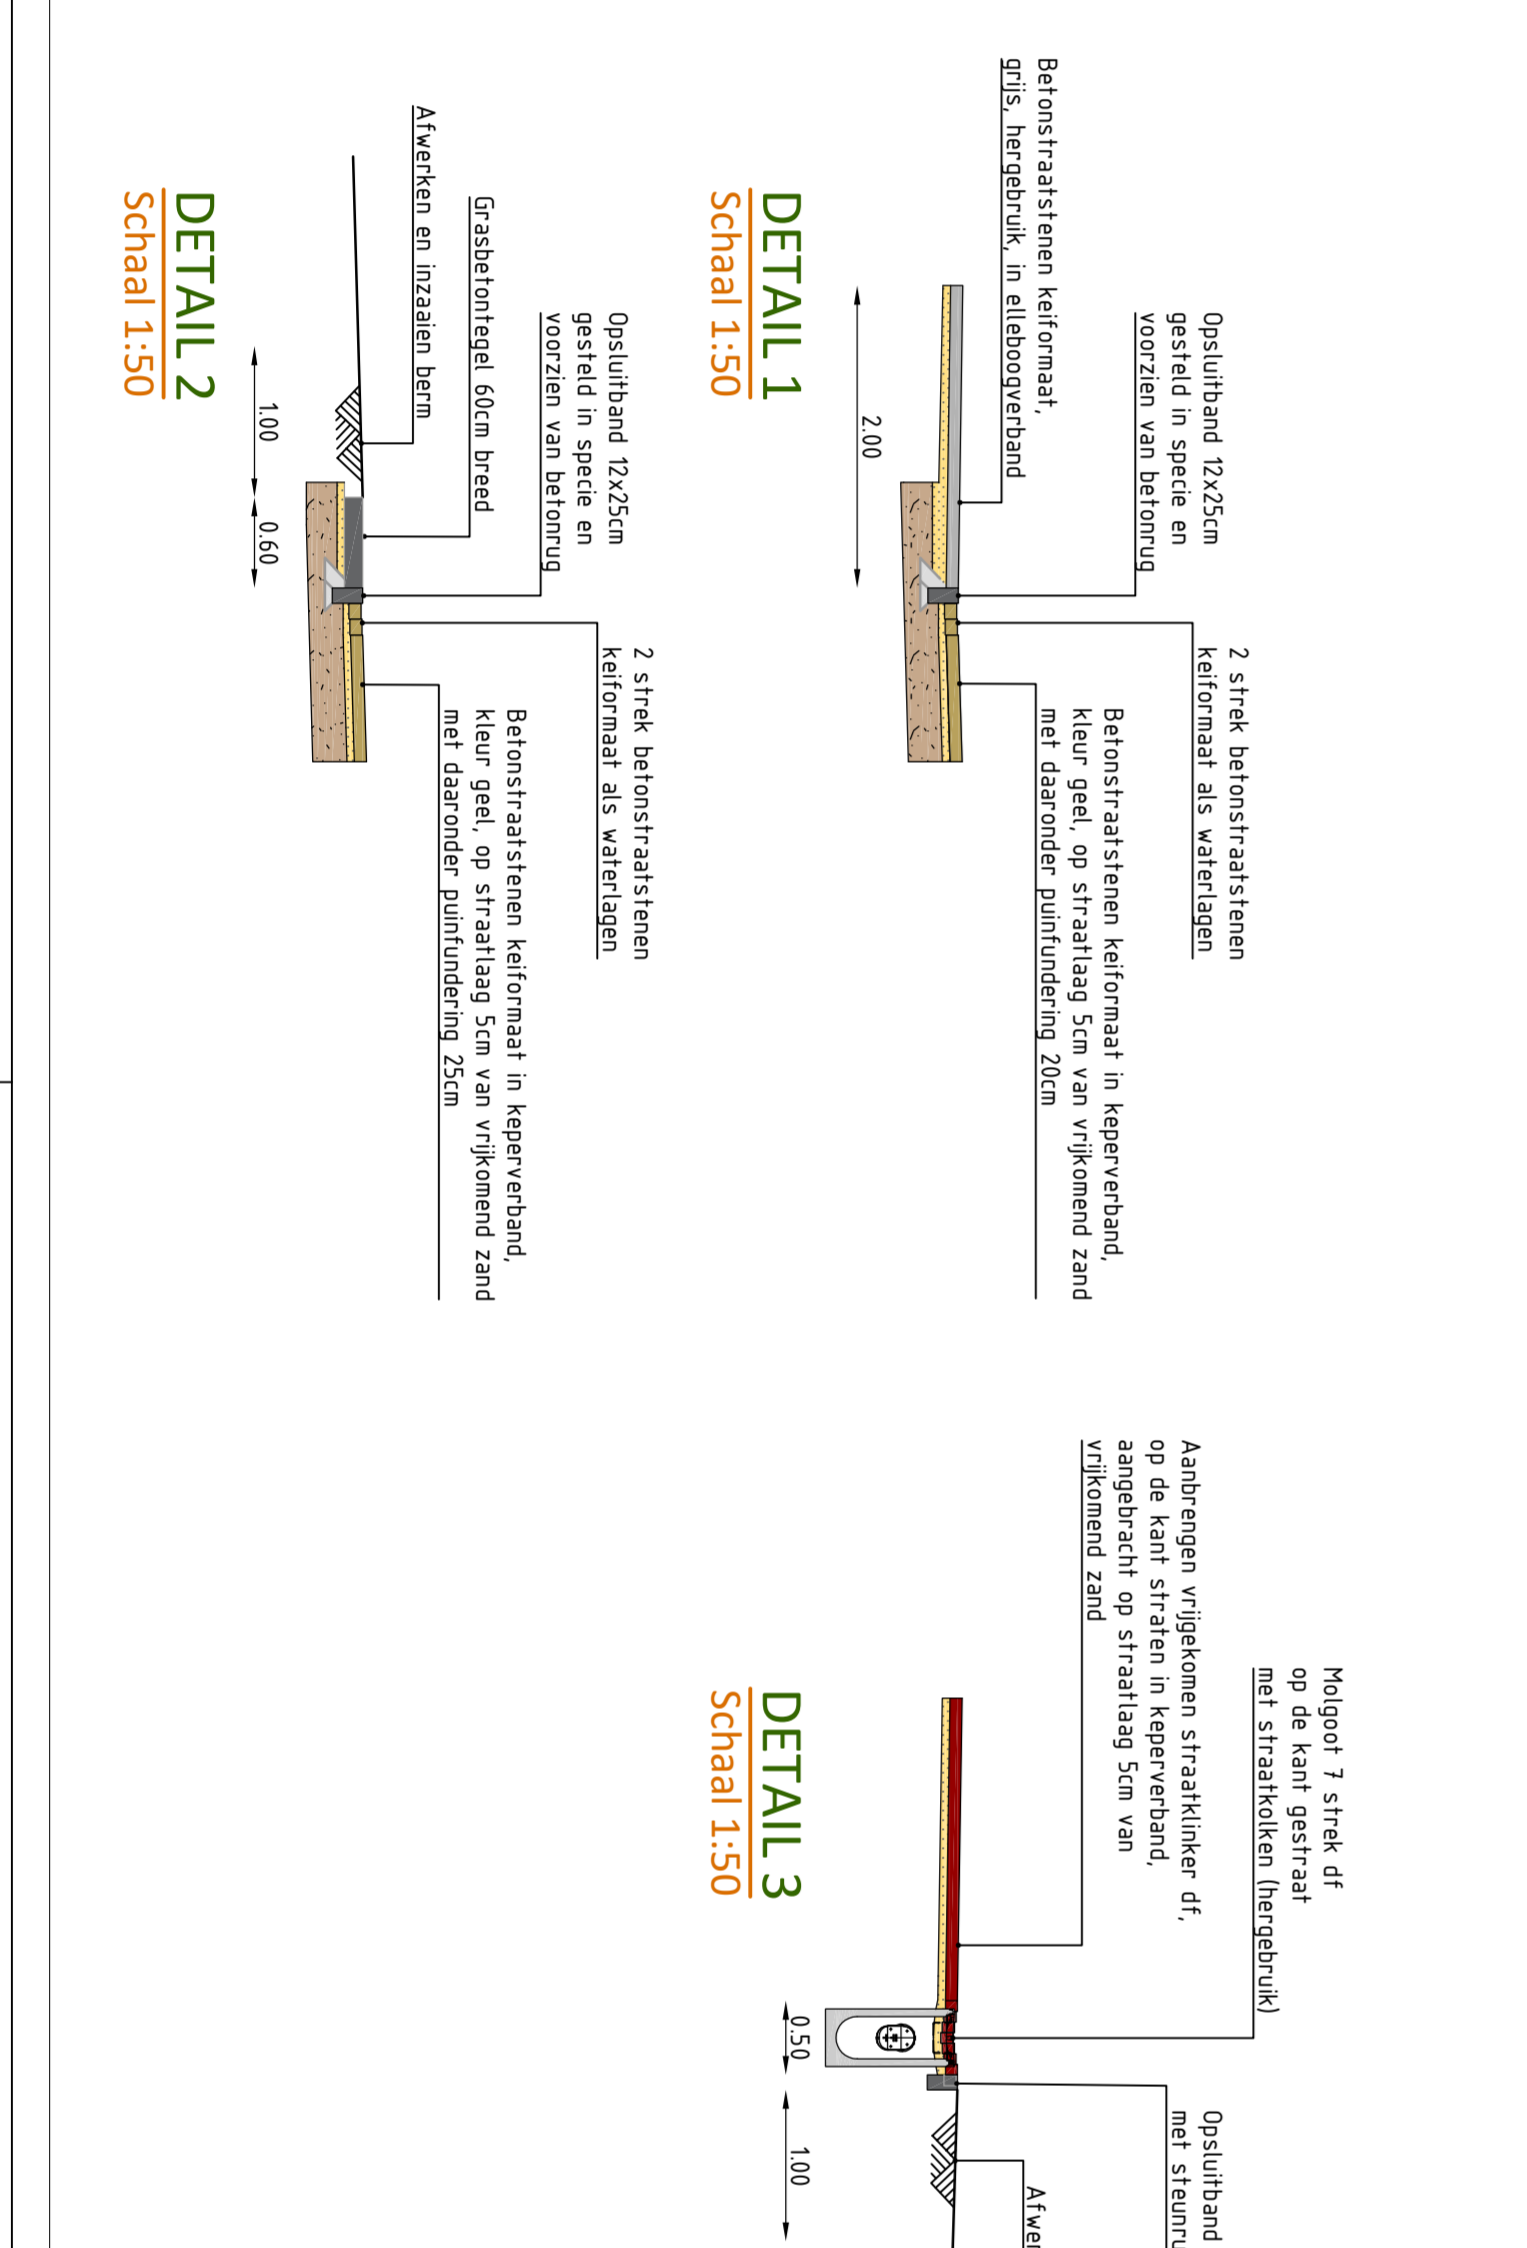 Betonstraatstenen keiformaat,
grijs, hergebruik, in elleboogverband
Opsluitband 12x25cm
gesteld in specie en
voorzien van betonrug
2 strek betonstraatstenen
keiformaat als waterlagen
Betonstraatstenen keiformaat in keperverband,
kleur geel, op straatlaag 5cm van vrijkomend zand
met daaronder puinfundering 20cm
2.00
DETAIL 1
Schaal 1:50
Molgoot 7 strek df
op de kant gestraat
met straatkolken (hergebruik)
Aanbrengen vrijgekomen straatklinker df,
op de kant straten in keperverband,
aangebracht op straatlaag 5cm van
vrijkomend zand
Opsluitband
met steunru
Afwer
0.50
1.00
DETAIL 3
Schaal 1:50
Opsluitband 12x25cm
gesteld in specie en
voorzien van betonrug
2 strek betonstraatstenen
keiformaat als waterlagen
Grasbetontegel 60cm breed
Afwerken en inzaaien berm
Betonstraatstenen keiformaat in keperverband,
kleur geel, op straatlaag 5cm van vrijkomend zand
met daaronder puinfundering 25cm
1.00
0.60
DETAIL 2
Schaal 1:50